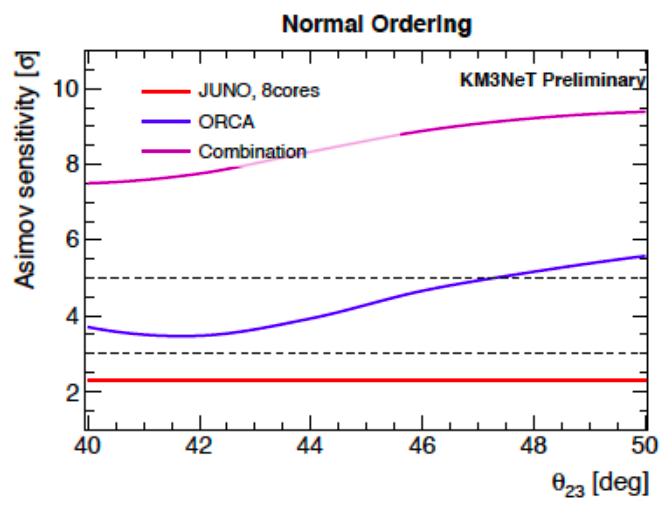 Normal Ordering
Asimov sensitivity [σ]
KM3NeT Preliminary
JUNO, 8cores
ORCA
Combination
10
8
6
4
2
40 42 44 46 48 50
θ23 [deg]